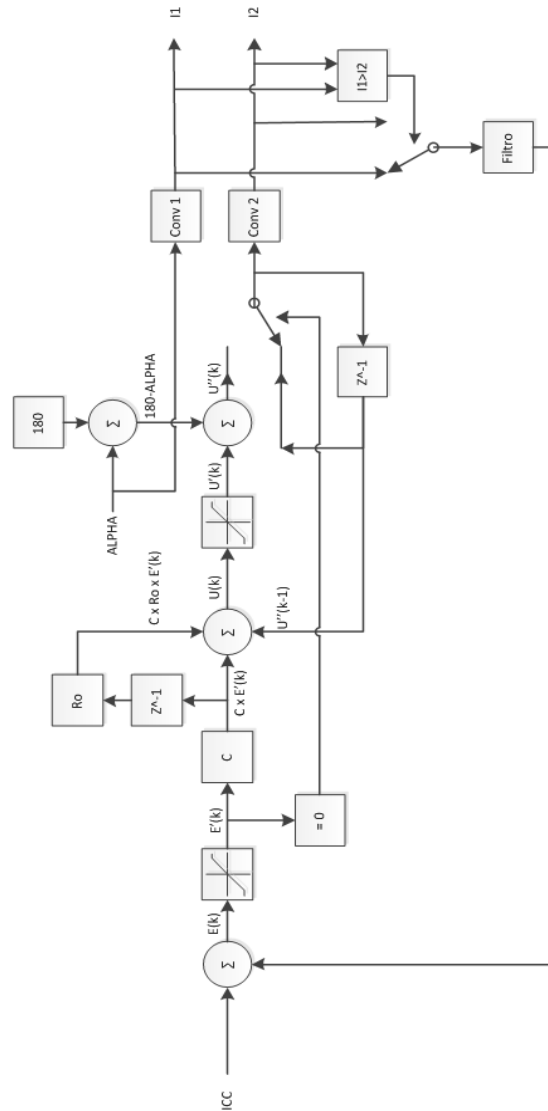 I1
I2
I1>I2
Filtro
Conv 1
Conv 2
180
Σ
180-ALPHA
ALPHA
Z^-1
U''(k)
Σ
U'(k)
U(k)
C x Ro x E'(k)
Ro
Z^-1
Σ
U''(k-1)
C x E'(k)
C
E'(k)
= 0
E(k)
Σ
ICC